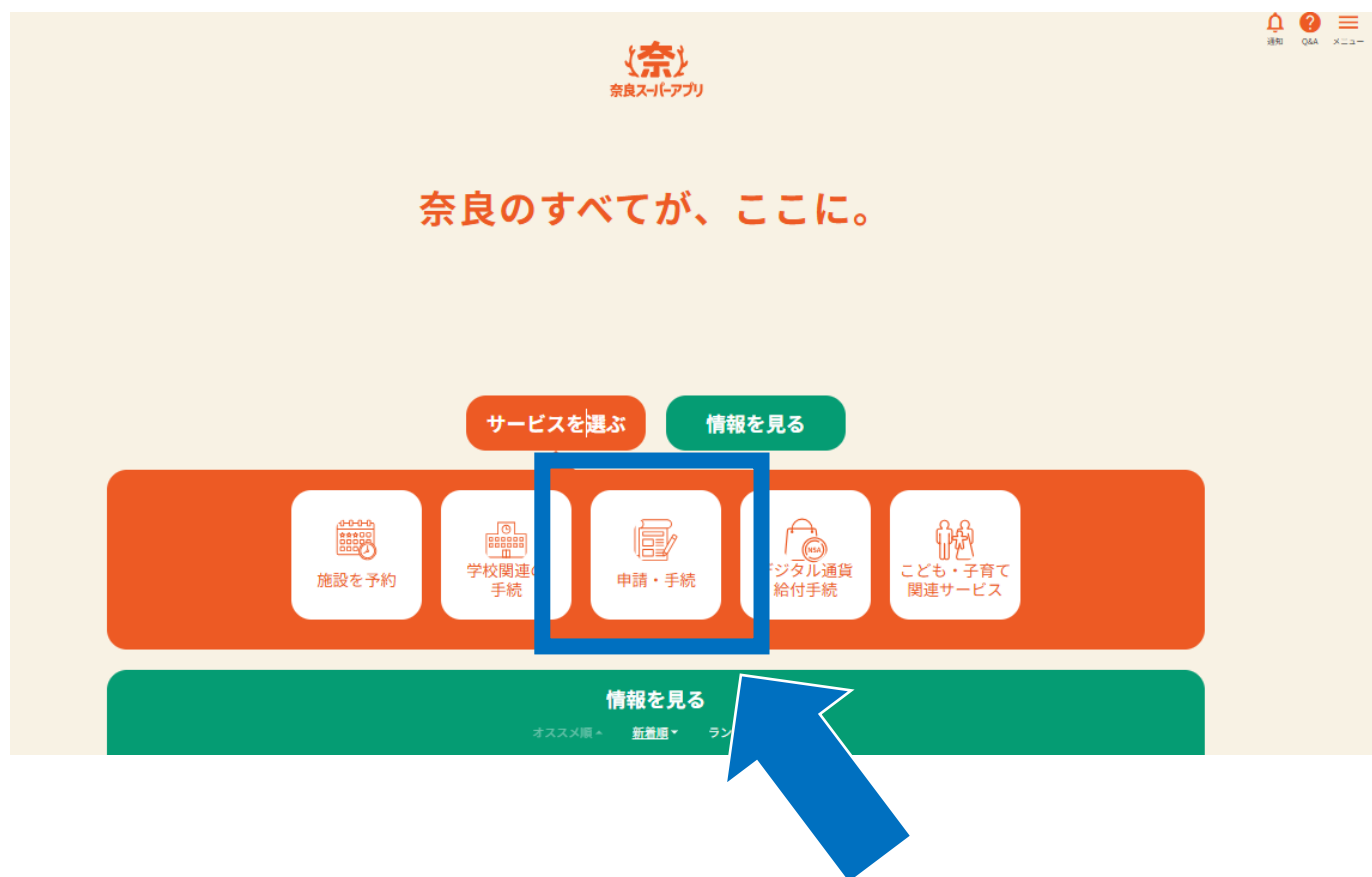 通知 Q&A メニュー
奈
奈良スーパーアプリ
奈良のすべてが、ここに。
サービスを選ぶ 情報を見る
施設を予約
学校関連
手続
申請・手続
NSA
ジタル通貨
給付手続
こども・子育て
関連サービス
情報を見る
オススメ順 新着順 ラン